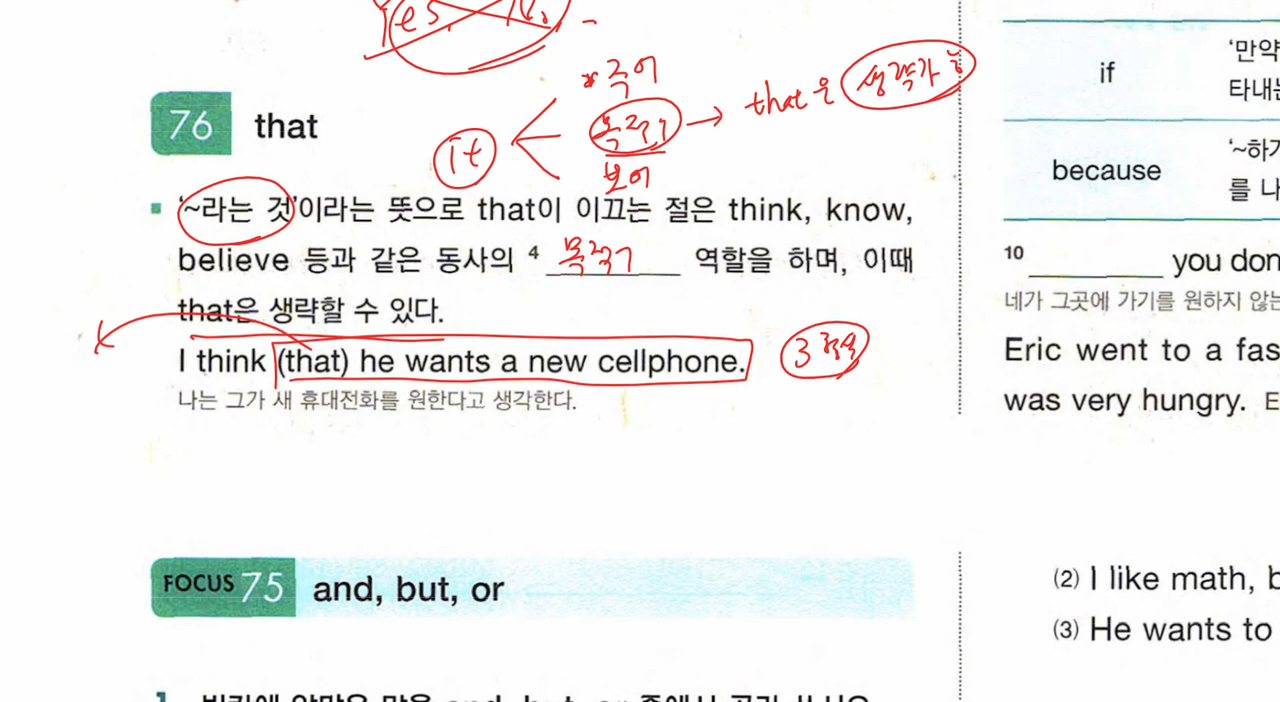 Yes
*주어
that은 생략가능
if
'만약
타내는
76 that
it
목적어
보어
because
'~하기
를 나
'~라는 것'이라는 뜻으로 that이 이끄는 절은 think, know,
believe 등과 같은 동사의 4 목적어 역할을 하며, 이때
that은 생략할 수 있다.
I think (that) he wants a new cellphone.
3형식
나는 그가 새 휴대전화를 원한다고 생각한다.
10 ________ you don
네가 그곳에 가기를 원하지 않는
Eric went to a fas
was very hungry. E
FOCUS 75 and, but, or
(2) I like math, b
(3) He wants to